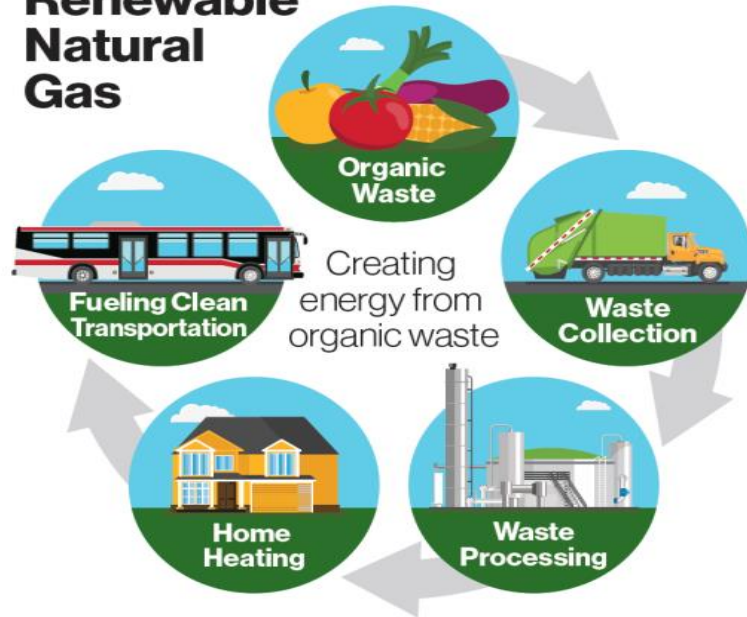 Renewable
Natural
Gas
Organic
Waste
Waste
Collection
Waste
Processing
Home
Heating
Fueling Clean
Transportation
Creating
energy from
organic waste